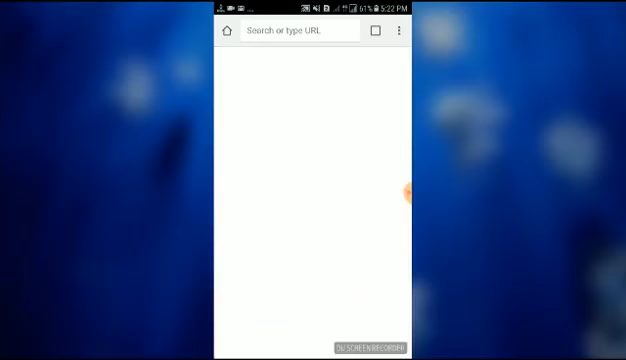 61% 5:22 PM
Search or type URL
DU SCREEN RECORDER